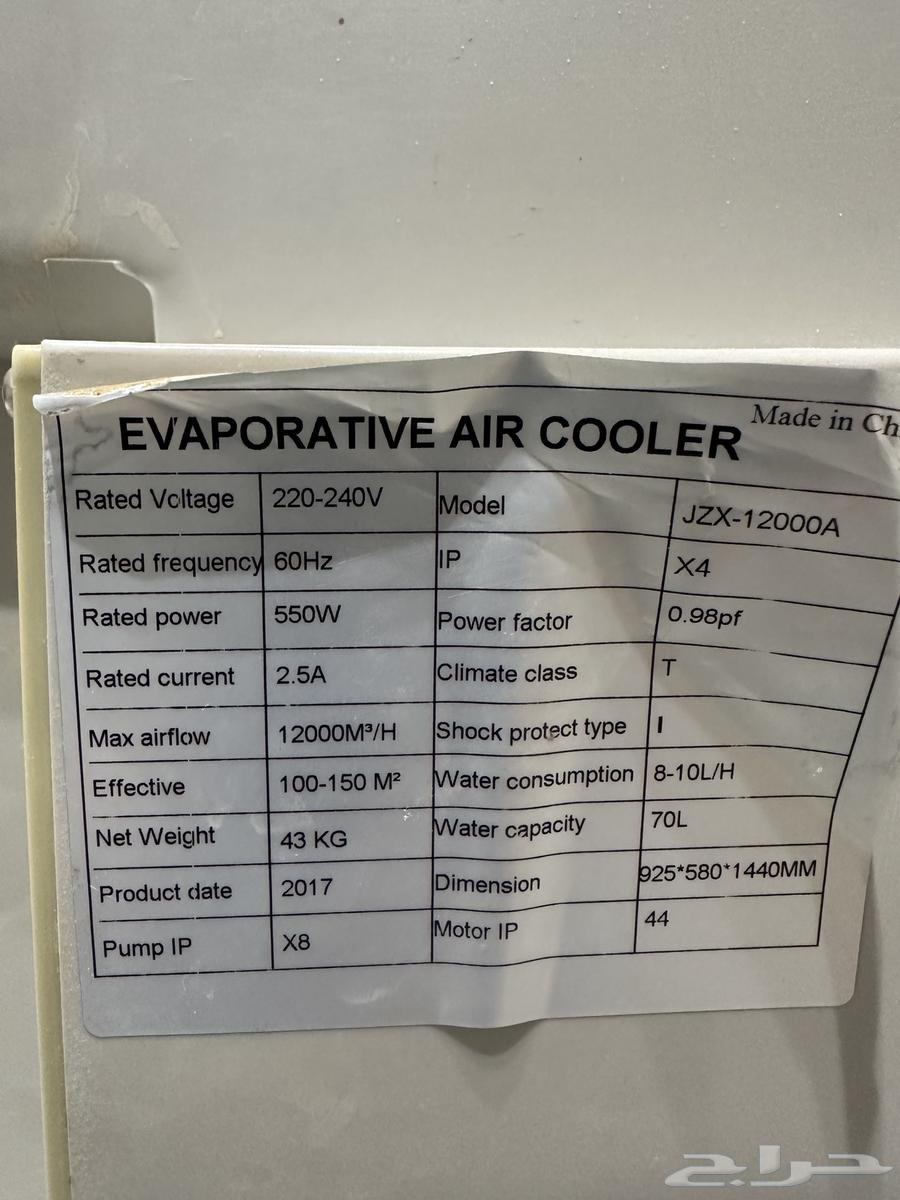 EVAPORATIVE AIR COOLER Made in Ch
Rated Voltage 220-240V Model JZX-12000A
Rated frequency 60Hz IP X4
Rated power 550W Power factor 0.98pf
Rated current 2.5A Climate class T
Max airflow 12000M³/H Shock protect type I
Effective 100-150 M² Water consumption 8-10L/H
Net Weight 43 KG Water capacity 70L
Product date 2017 Dimension 925*580*1440MM
Pump IP X8 Motor IP 44
حراج